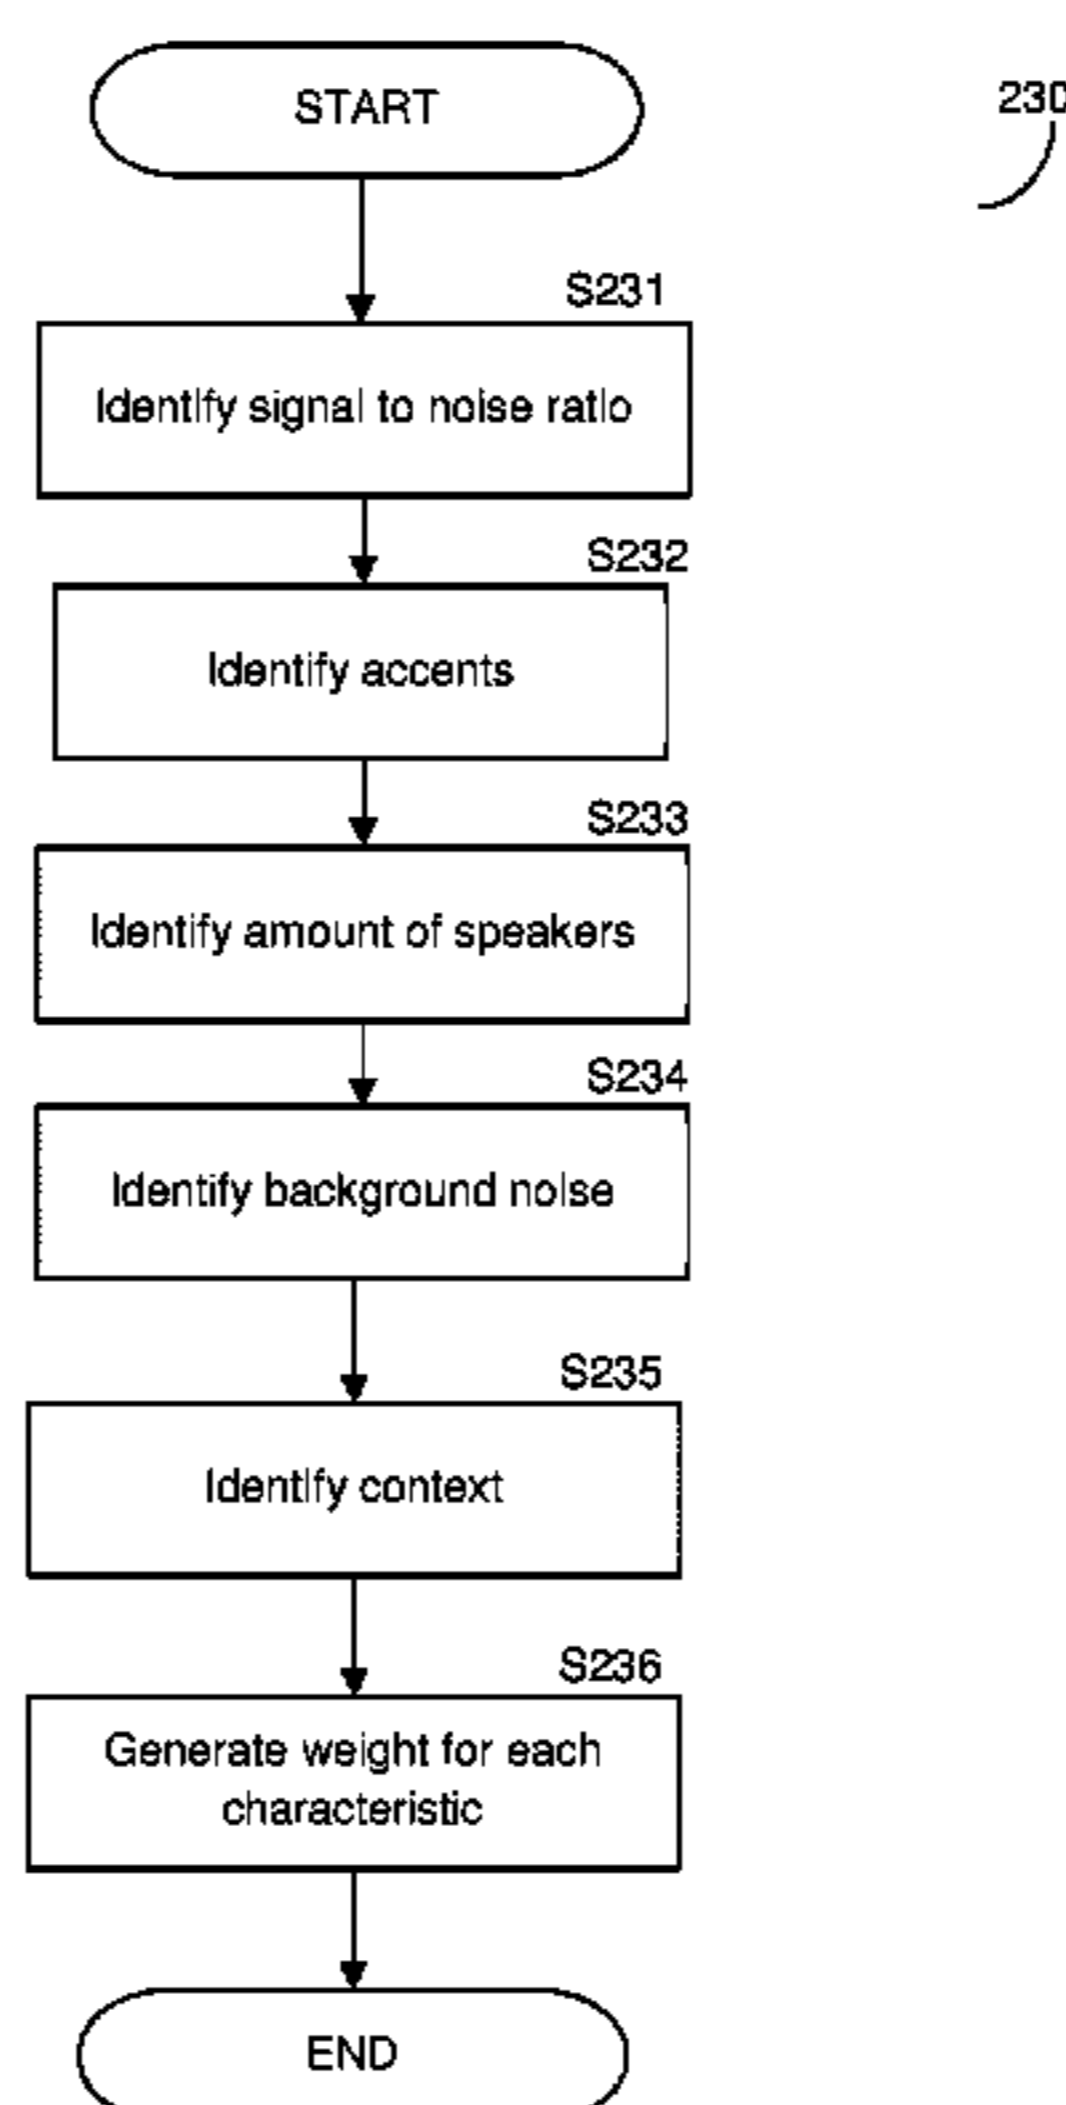 START
230
S231
Identify signal to noise ratio
S232
Identify accents
S233
Identify amount of speakers
S234
Identify background noise
S235
Identify context
S236
Generate weight for each
characteristic
END